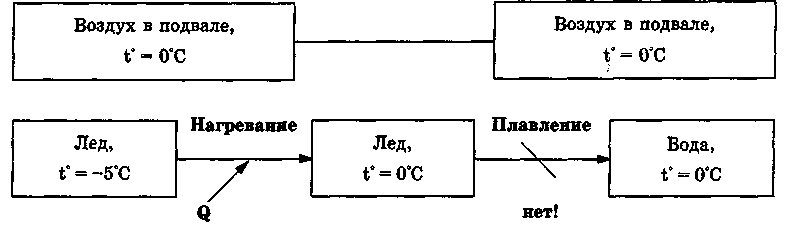 Воздух в подвале,
t° = 0°C
Воздух в подвале,
t° = 0°C
Нагревание
Плавление
Лед,
t° = -5°C
Лед,
t° = 0°C
Вода,
t° = 0°C
Q
нет!